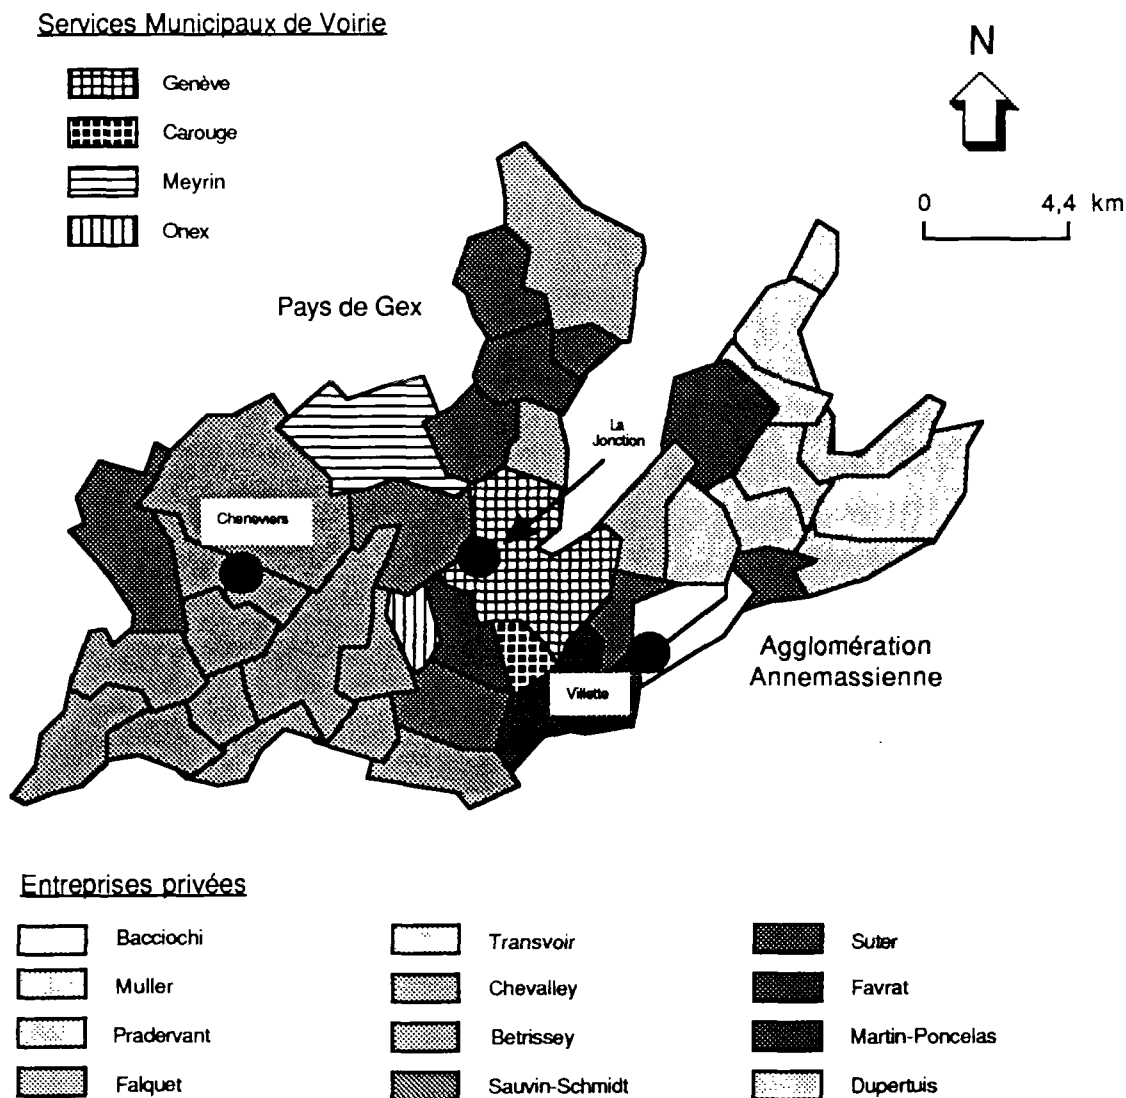 Services Municipaux de Voirie
Genève
Carouge
Meyrin
Onex
N
0 4,4 km
Pays de Gex
La
Jonction
Cheneviers
Agglomération
Annemassienne
Villette
Entreprises privées
Bacciochi
Muller
Pradervant
Falquet
Transvoir
Chevalley
Betrissey
Sauvin-Schmidt
Suter
Favrat
Martin-Poncelas
Dupertuis